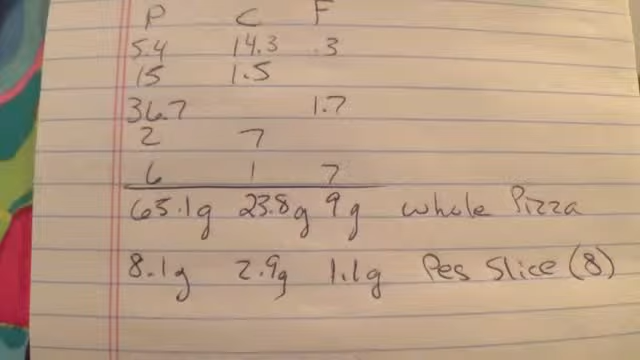 P C F
5.4 14.3 .3
15 1.5
36.7 1.7
2 7
6 1 7
65.1g 23.8g 9g whole Pizza
8.1g 2.9g 1.1g Per Slice (8)